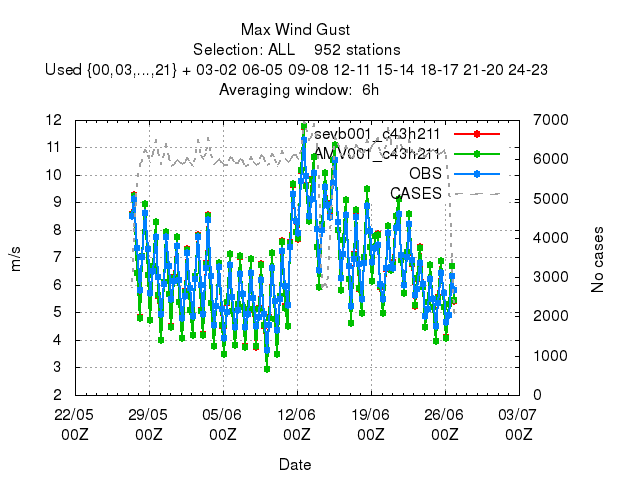 Max Wind Gust
Selection: ALL    952 stations
Used {00,03,...,21} + 03-02 06-05 09-08 12-11 15-14 18-17 21-20 24-23
Averaging window:  6h
12
11
10
9
8
7
6
5
4
3
2
m/s
7000
6000
5000
4000
3000
2000
1000
0
No cases
sevb001_c43h211
AMV001_c43h211
OBS
CASES
22/05 29/05 05/06 12/06 19/06 26/06 03/07
00Z 00Z 00Z 00Z 00Z 00Z 00Z
Date